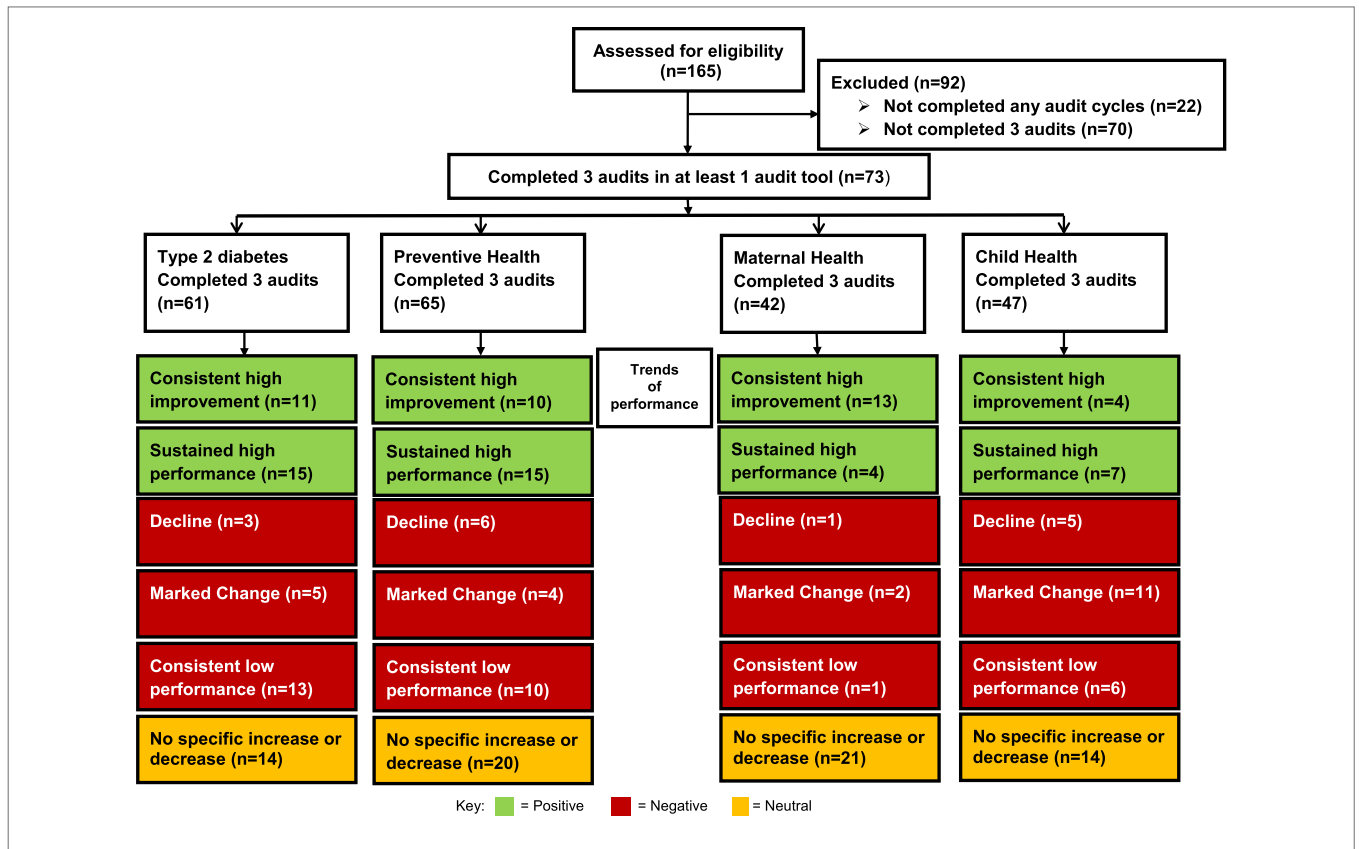 Assessed for eligibility
(n=165)
Excluded (n=92)
➢ Not completed any audit cycles (n=22)
➢ Not completed 3 audits (n=70)
Completed 3 audits in at least 1 audit tool (n=73)
Type 2 diabetes
Completed 3 audits
(n=61)
Preventive Health
Completed 3 audits
(n=65)
Maternal Health
Completed 3 audits
(n=42)
Child Health
Completed 3 audits
(n=47)
Consistent high
improvement (n=11)
Sustained high
performance (n=15)
Decline (n=3)
Marked Change (n=5)
Consistent low
performance (n=13)
No specific increase or
decrease (n=14)
Consistent high
improvement (n=10)
Sustained high
performance (n=15)
Decline (n=6)
Marked Change (n=4)
Consistent low
performance (n=10)
No specific increase or
decrease (n=20)
Trends
of
performance
Consistent high
improvement (n=13)
Sustained high
performance (n=4)
Decline (n=1)
Marked Change (n=2)
Consistent low
performance (n=1)
No specific increase or
decrease (n=21)
Consistent high
improvement (n=4)
Sustained high
performance (n=7)
Decline (n=5)
Marked Change (n=11)
Consistent low
performance (n=6)
No specific increase or
decrease (n=14)
Key: = Positive = Negative = Neutral